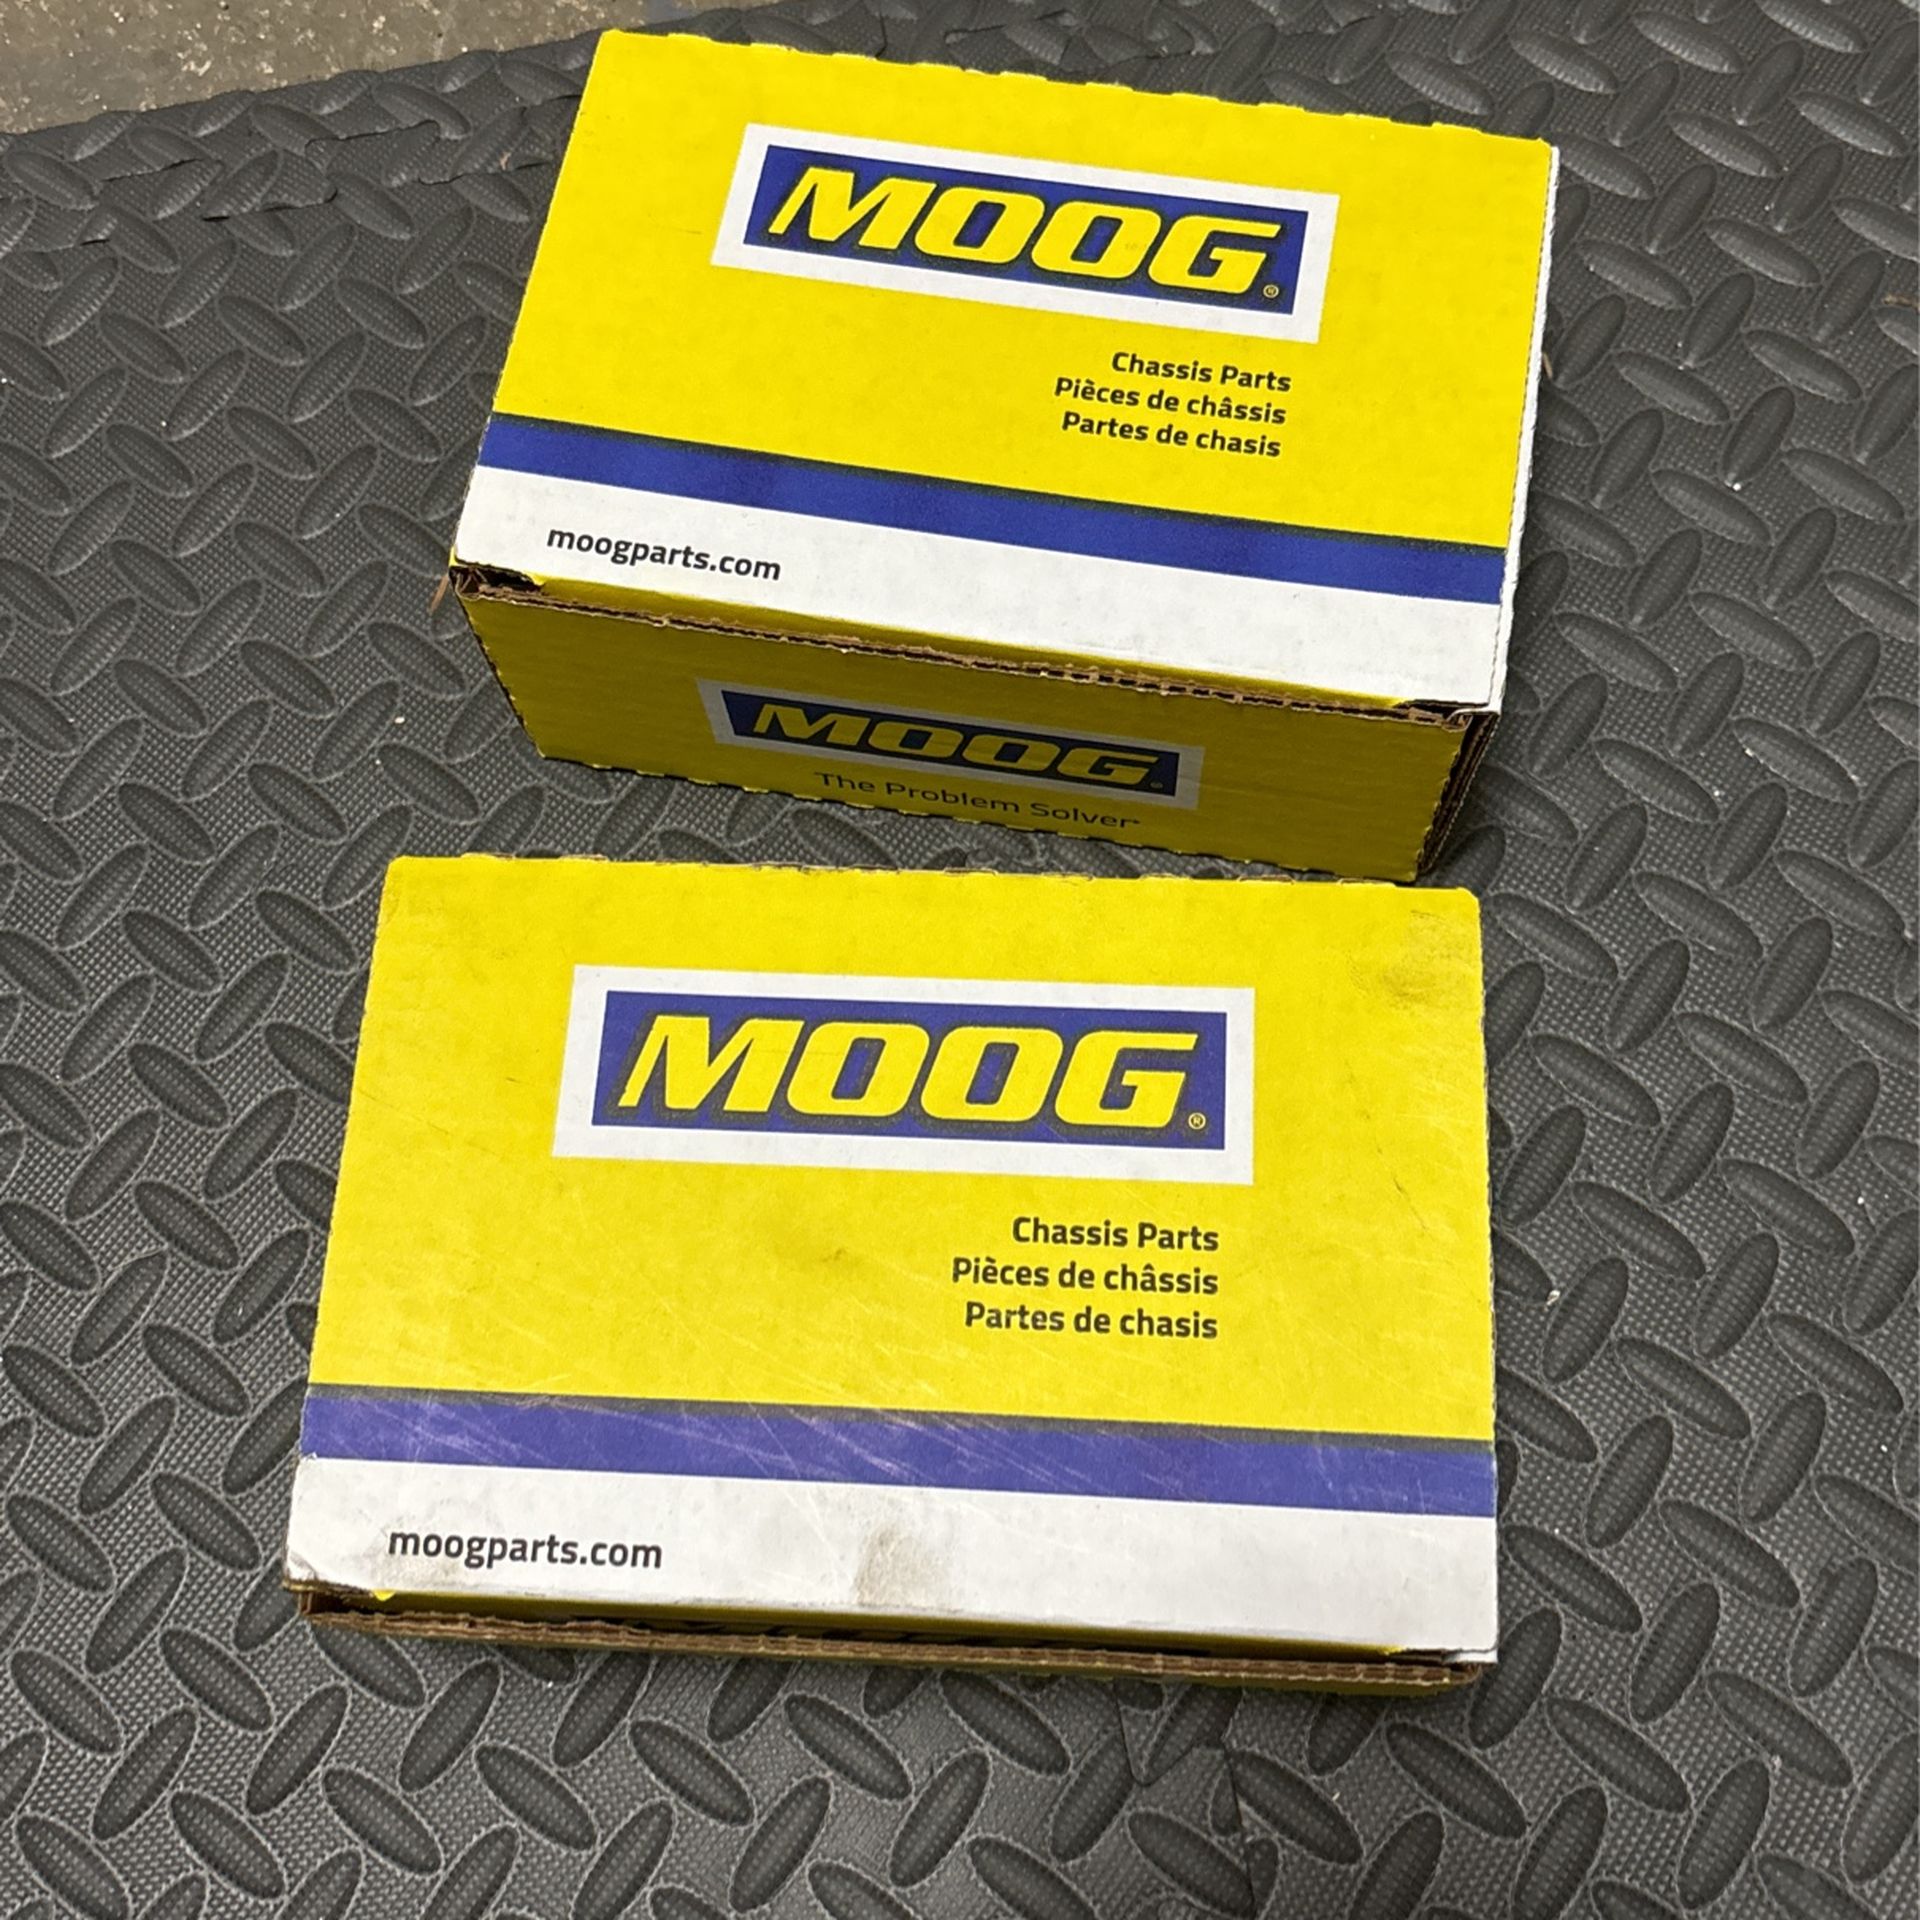 MOOG®
Chassis Parts
Pièces de châssis
Partes de chasis
moogparts.com
MOOG®
The Problem Solver
MOOG®
Chassis Parts
Pièces de châssis
Partes de chasis
moogparts.com